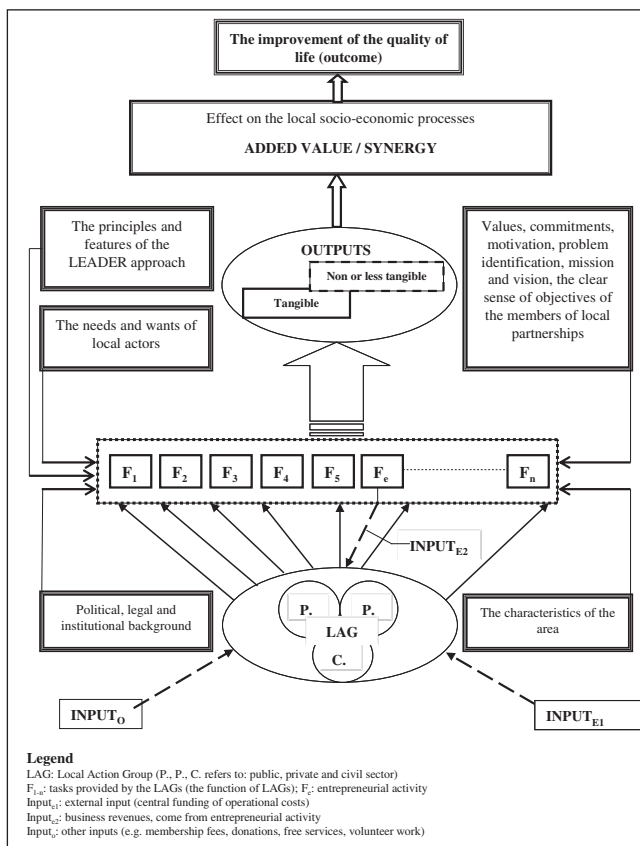 The improvement of the quality of
life (outcome)
Effect on the local socio-economic processes
ADDED VALUE / SYNERGY
The principles and
features of the
LEADER approach
The needs and wants of
local actors
OUTPUTS
Non or less tangible
Tangible
Values, commitments,
motivation, problem
identification, mission
and vision, the clear
sense of objectives of
the members of local
partnerships
F1 F2 F3 F4 F5 Fe Fn
INPUTE2
Political, legal and
institutional background
P. P.
LAG
C.
The characteristics of the
area
INPUTO
INPUTE1
Legend
LAG: Local Action Group (P., P., C. refers to: public, private and civil sector)
F1-n: tasks provided by the LAGs (the function of LAGs); Fe: entrepreneurial activity
Inpute1: external input (central funding of operational costs)
Inpute2: business revenues, come from entrepreneurial activity
Inputo: other inputs (e.g. membership fees, donations, free services, volunteer work)